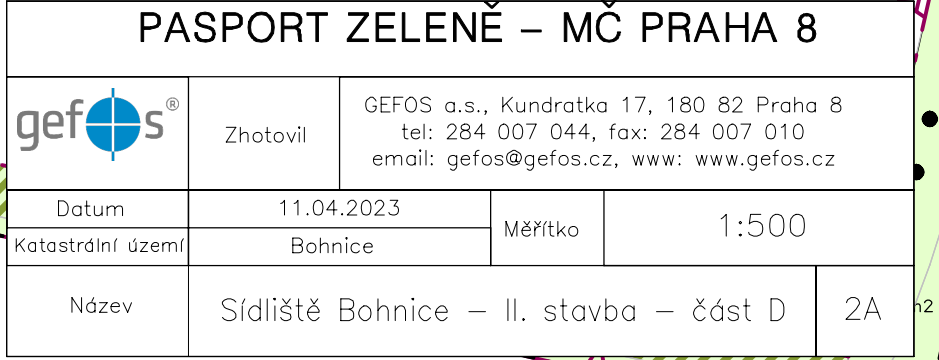 PASPORT ZELENĚ – MČ PRAHA 8
gefos®
Zhotovil
GEFOS a.s., Kundratka 17, 180 82 Praha 8
tel: 284 007 044, fax: 284 007 010
email: gefos@gefos.cz, www: www.gefos.cz
Datum
11.04.2023
Měřítko
1:500
Katastrální území
Bohnice
Název
Sídliště Bohnice – II. stavba – část D
2A